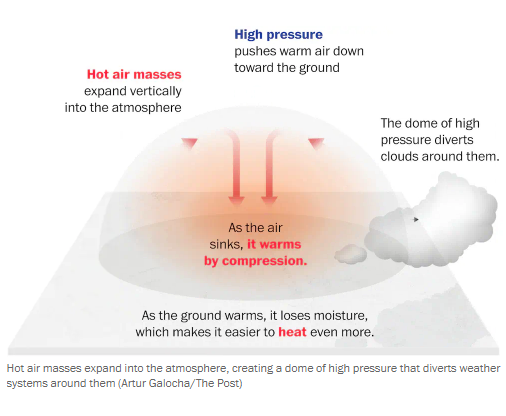 High pressure
pushes warm air down
toward the ground
Hot air masses
expand vertically
into the atmosphere
The dome of high
pressure diverts
clouds around them.
As the air
sinks, it warms
by compression.
As the ground warms, it loses moisture,
which makes it easier to heat even more.
Hot air masses expand into the atmosphere, creating a dome of high pressure that diverts weather
systems around them (Artur Galocha/The Post)